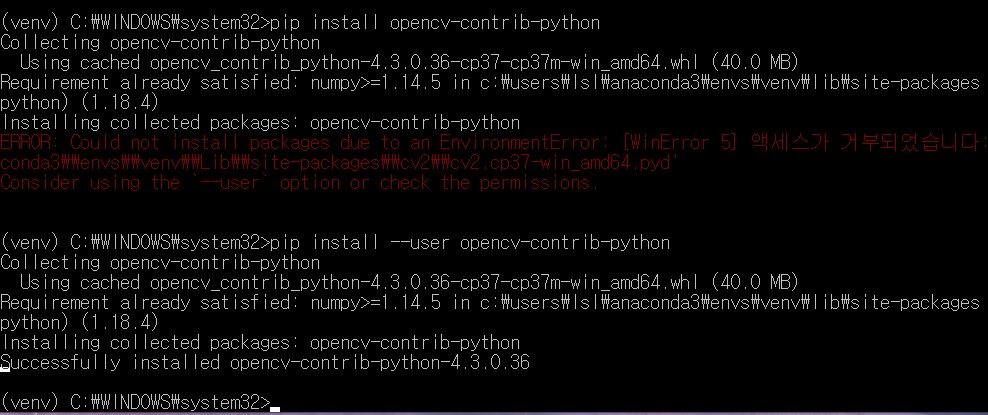 (venv) C:₩WINDOWS₩system32>pip install opencv-contrib-python
Collecting opencv-contrib-python
  Using cached opencv_contrib_python-4.3.0.36-cp37-cp37m-win_amd64.whl (40.0 MB)
Requirement already satisfied: numpy>=1.14.5 in c:₩users₩lsl₩anaconda3₩envs₩venv₩lib₩site-packages
python) (1.18.4)
Installing collected packages: opencv-contrib-python
ERROR: Could not install packages due to an EnvironmentError: [WinError 5] 액세스가 거부되었습니다:
conda3₩₩envs₩₩venv₩₩Lib₩₩site-packages₩₩cv2₩₩cv2.cp37-win_amd64.pyd'
Consider using the `--user` option or check the permissions.
(venv) C:₩WINDOWS₩system32>pip install --user opencv-contrib-python
Collecting opencv-contrib-python
  Using cached opencv_contrib_python-4.3.0.36-cp37-cp37m-win_amd64.whl (40.0 MB)
Requirement already satisfied: numpy>=1.14.5 in c:₩users₩lsl₩anaconda3₩envs₩venv₩lib₩site-packages
python) (1.18.4)
Installing collected packages: opencv-contrib-python
Successfully installed opencv-contrib-python-4.3.0.36
(venv) C:₩WINDOWS₩system32>